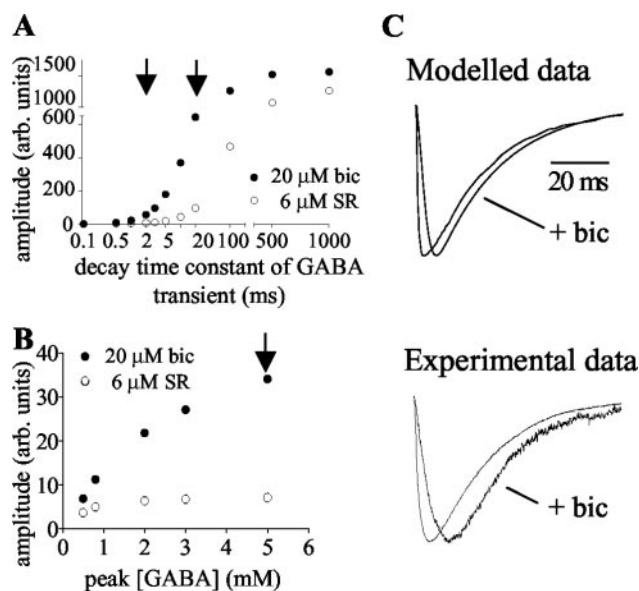 A
amplitude (arb. units)
1500
1000
600
400
200
0
20 μM bic
6 μM SR
0.1 0.5 2 5 20 100 500 1000
decay time constant of GABA
transient (ms)
B
amplitude (arb. units)
40
30
20
10
0
20 μM bic
6 μM SR
0 1 2 3 4 5 6
peak [GABA] (mM)
C
Modelled data
20 ms
+ bic
Experimental data
+ bic